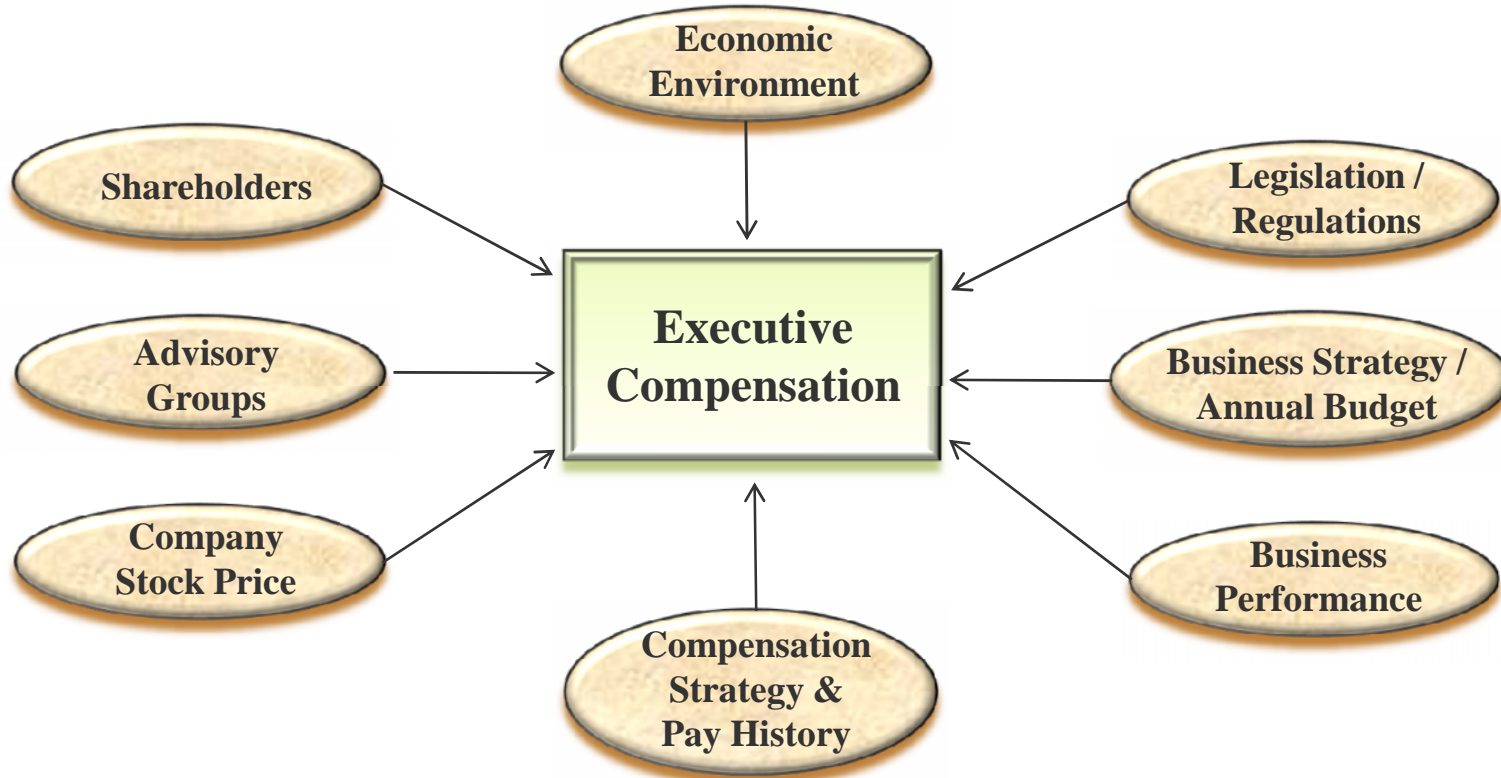 Economic
Environment
Shareholders
Legislation /
Regulations
Executive
Compensation
Advisory
Groups
Business Strategy /
Annual Budget
Company
Stock Price
Business
Performance
Compensation
Strategy &
Pay History